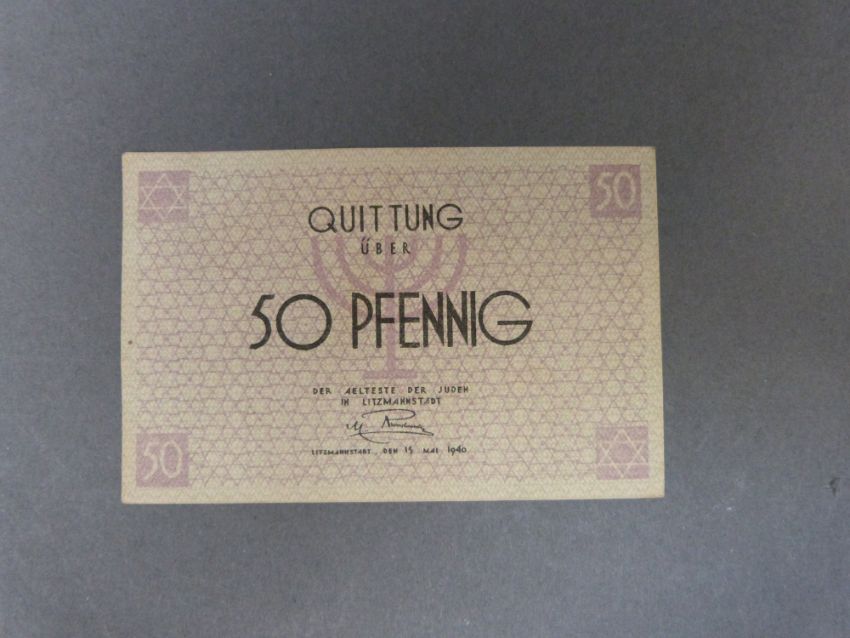 50
QUITTUNG
ÜBER
50 PFENNIG
DER AELTESTE DER JUDEN
IN LITZMANNSTADT
LITZMANNSTADT, DEN 15. MAI 1940
50